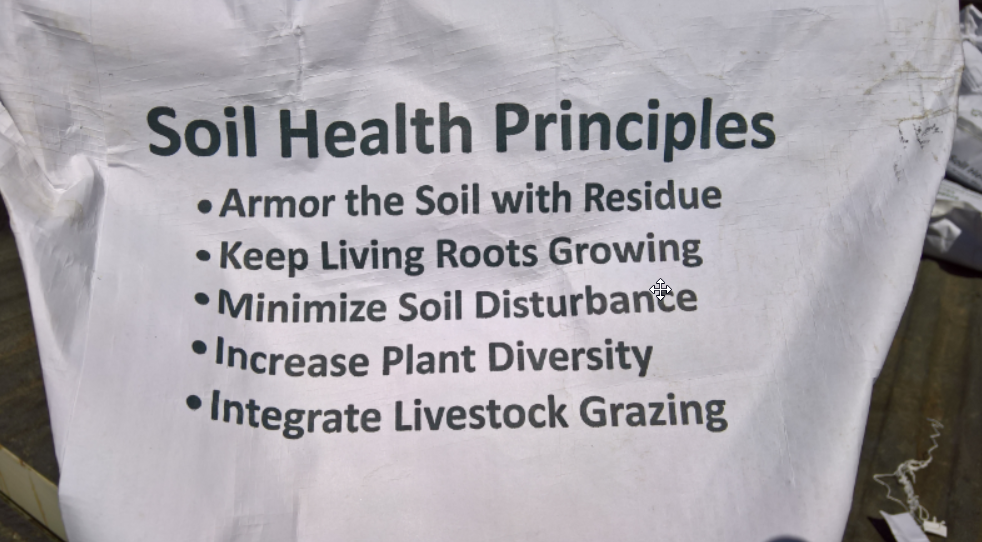 Soil Health Principles
• Armor the Soil with Residue
• Keep Living Roots Growing
• Minimize Soil Disturbance
• Increase Plant Diversity
• Integrate Livestock Grazing